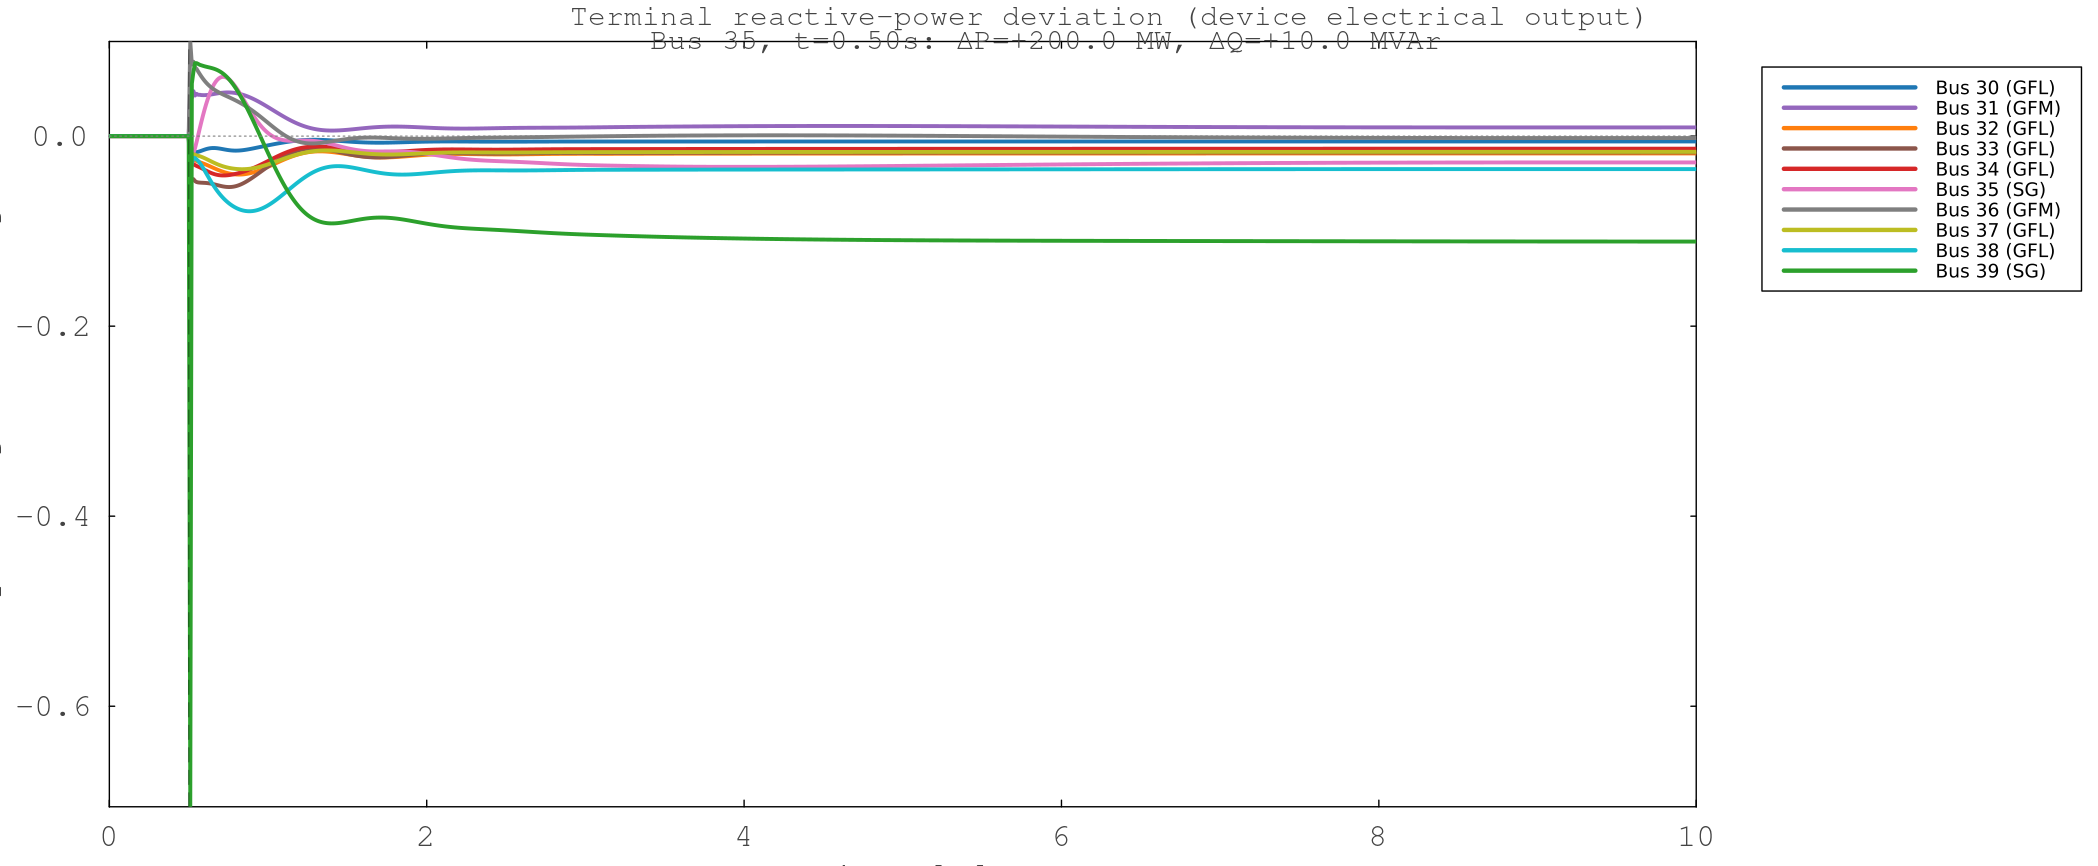 Terminal reactive−power deviation (device electrical output)
Bus 35, t=0.50s: ΔP=+200.0 MW, ΔQ=+10.0 MVAr
0.0
−0.2
−0.4
−0.6
0 2 4 6 8 10
Bus 30 (GFL)
Bus 31 (GFM)
Bus 32 (GFL)
Bus 33 (GFL)
Bus 34 (GFL)
Bus 35 (SG)
Bus 36 (GFM)
Bus 37 (GFL)
Bus 38 (GFL)
Bus 39 (SG)